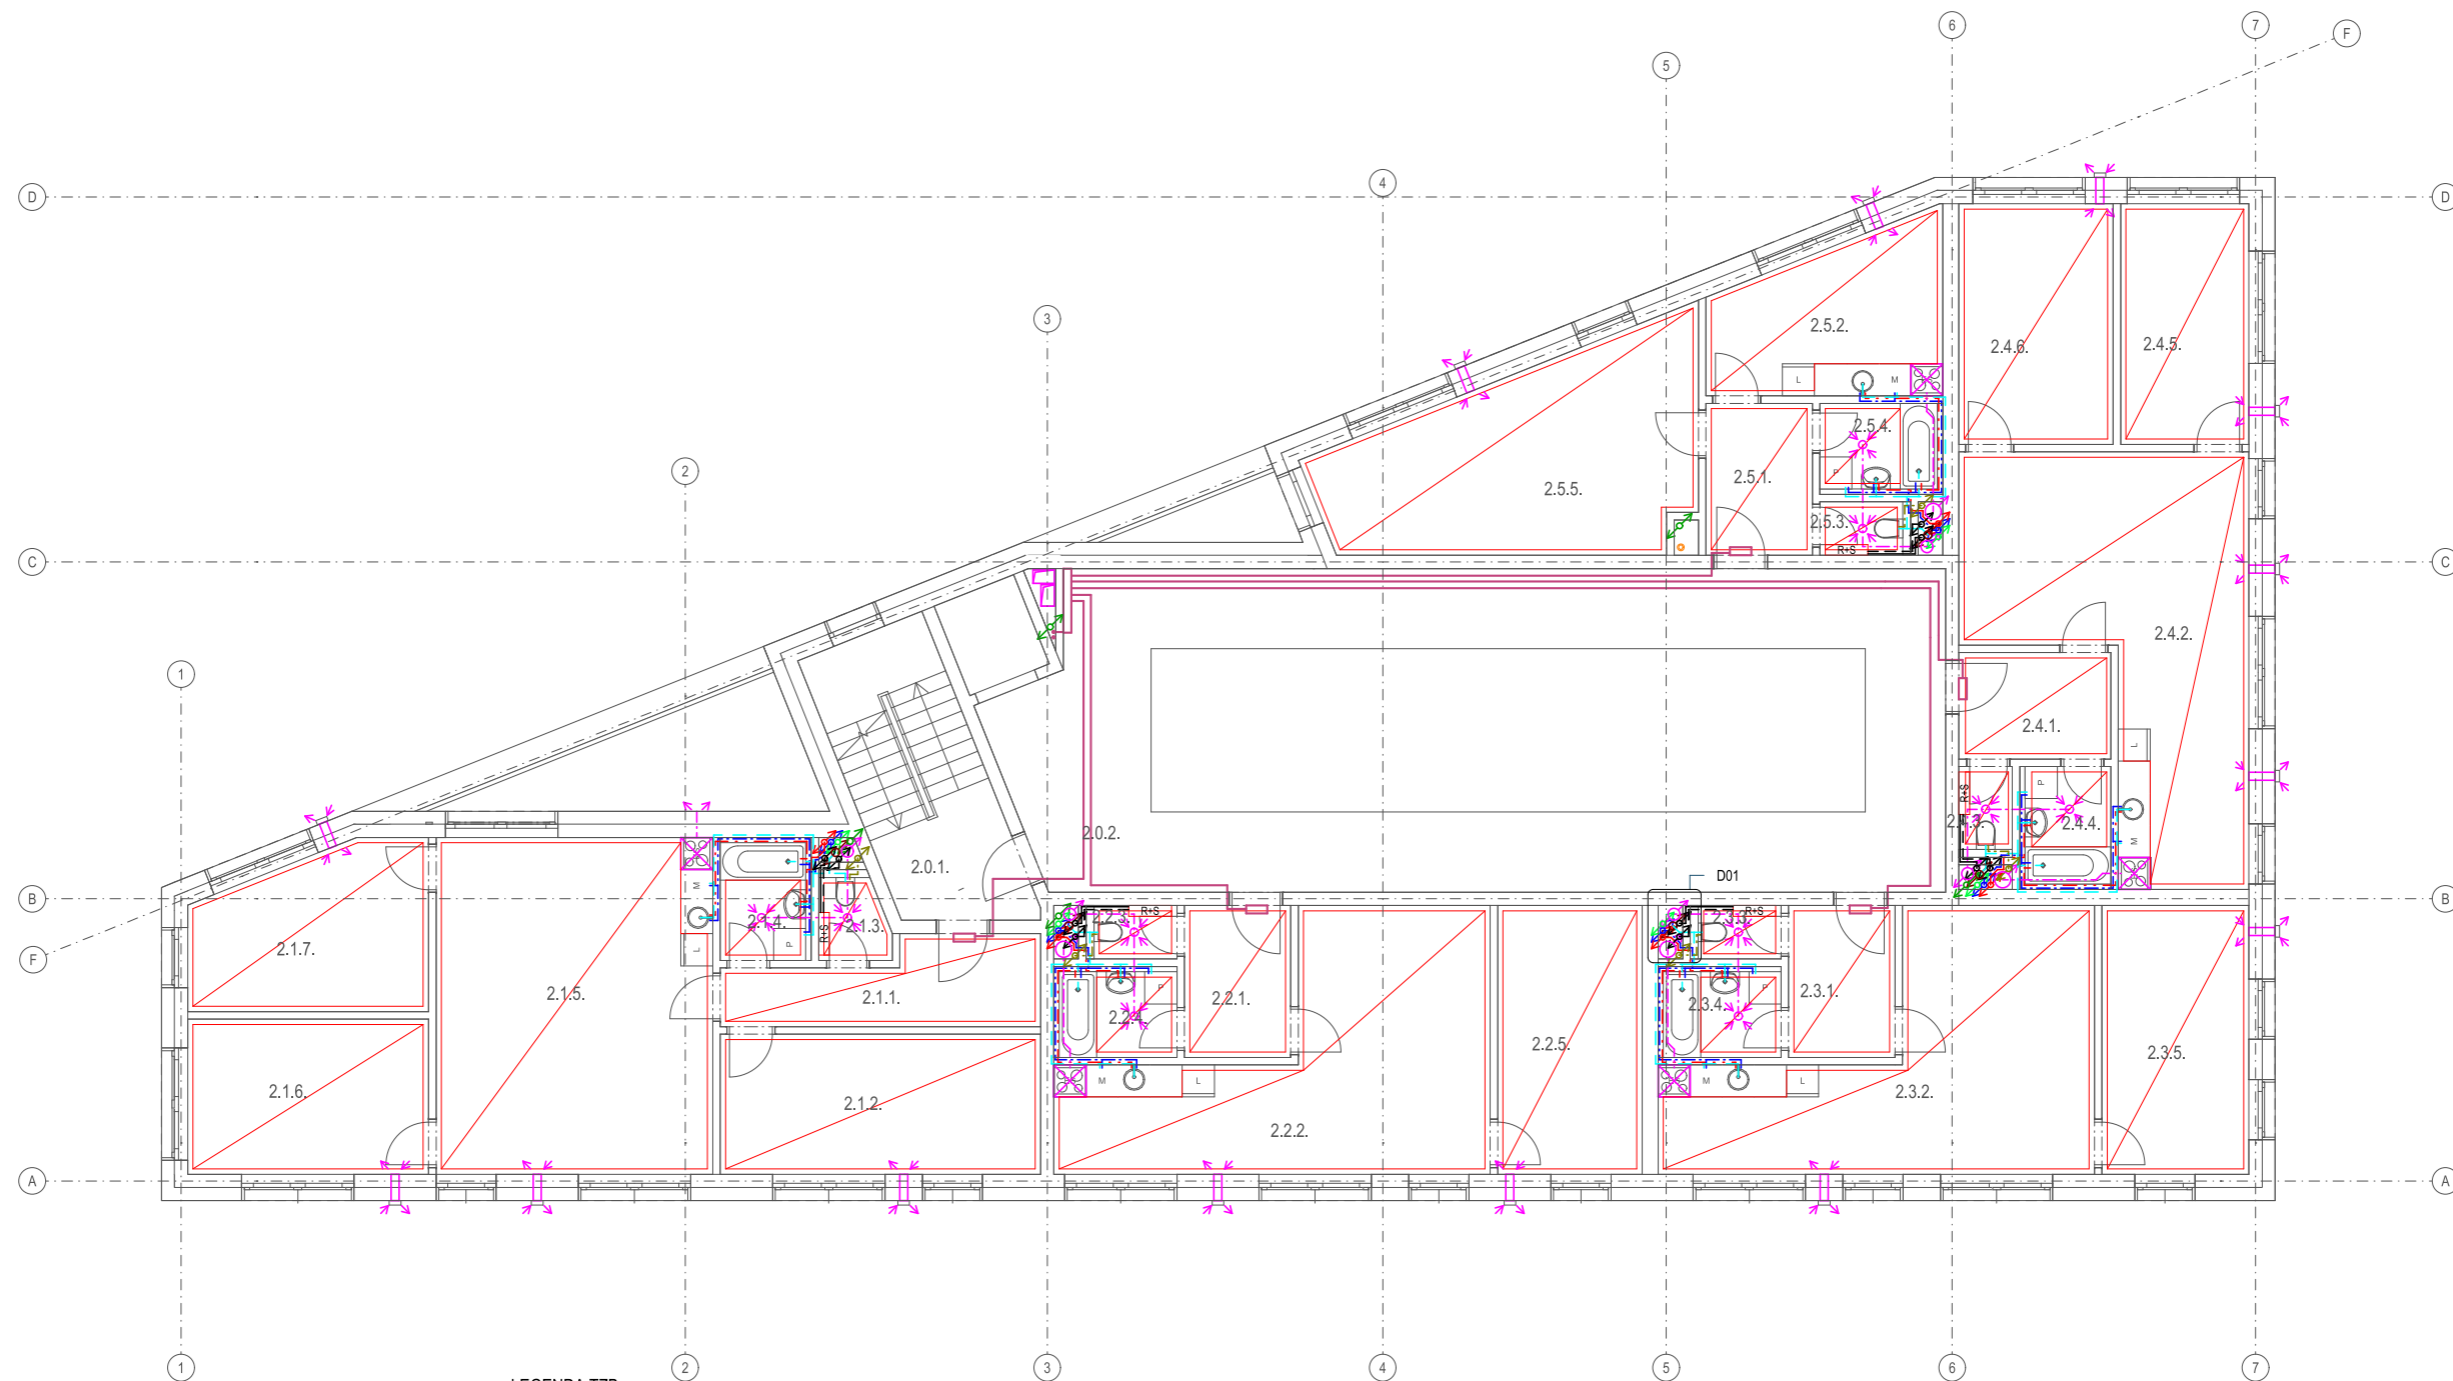 6
7
F
5
D
4
D
2.5.2.
3
2.4.6.
2.4.5.
L
M
2.5.4.
P
2
2.5.5.
2.5.1.
2.5.3.
R+S
C
C
2.4.2.
1
2.4.1.
L
P
R+S
2.0.2.
2.4.4.
M
2.0.1.
D01
M
B
B
R+S
R+S
2.1.3.
R+S
P
L
2.1.7.
F
2.1.5.
2.1.1.
P
P
2.2.1.
2.3.4.
2.3.1.
2.2.4.
2.2.5.
2.3.5.
M
L
M
L
2.1.6.
2.1.2.
2.3.2.
2.2.2.
A
A
1
2
3
4
5
6
7